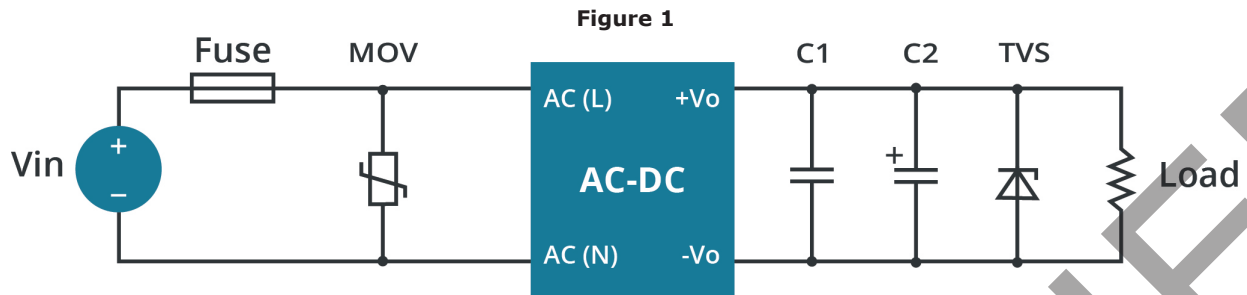 Figure 1
Fuse
MOV
C1
C2
TVS
AC (L)
+Vo
Vin
+
−
AC-DC
+
Load
AC (N)
-Vo